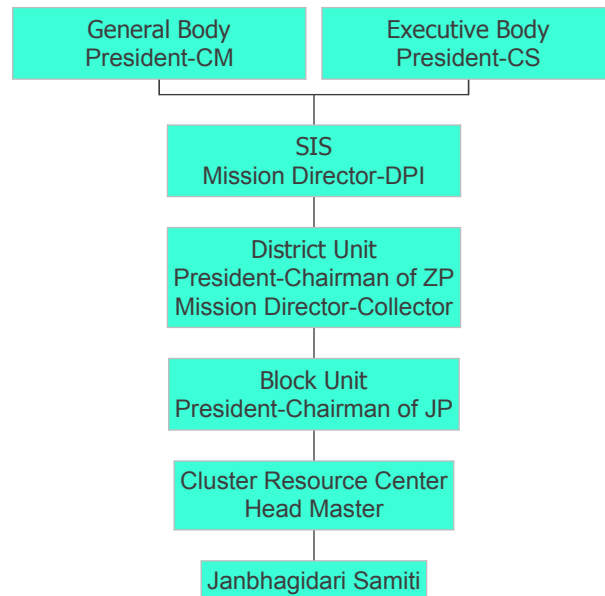 General Body
President-CM
Executive Body
President-CS
SIS
Mission Director-DPI
District Unit
President-Chairman of ZP
Mission Director-Collector
Block Unit
President-Chairman of JP
Cluster Resource Center
Head Master
Janbhagidari Samiti